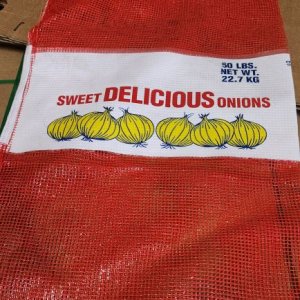 50 LBS.
NET WT.
22.7 KG
SWEET DELICIOUS ONIONS